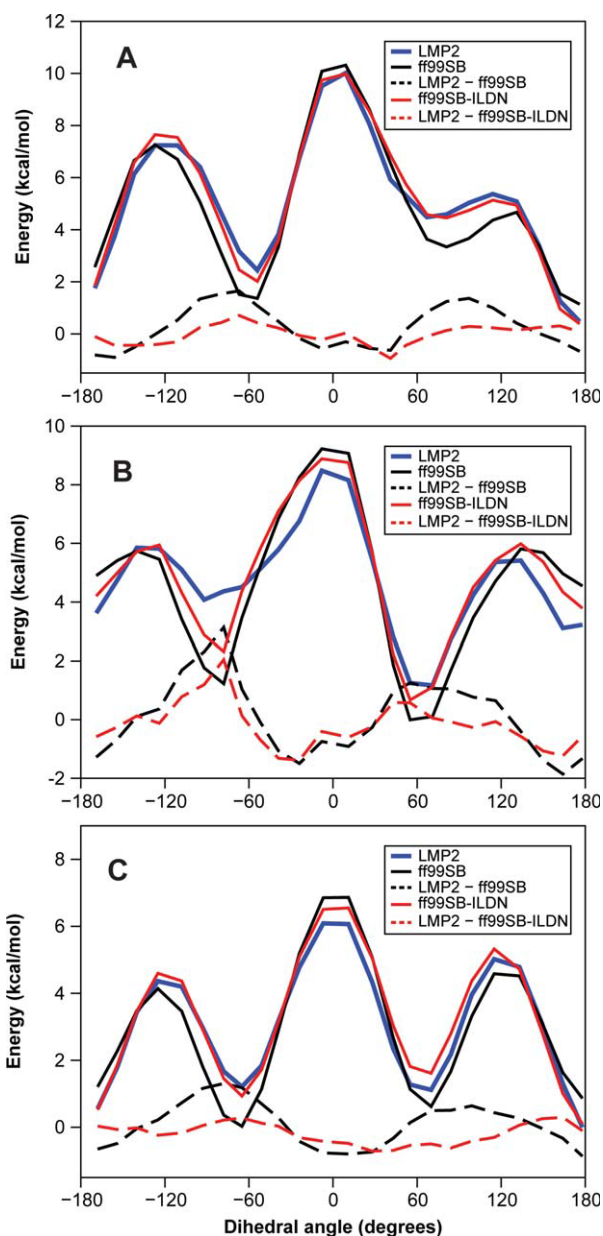 A
LMP2
ff99SB
LMP2 – ff99SB
ff99SB-ILDN
LMP2 – ff99SB-ILDN
Energy (kcal/mol)
12
10
8
6
4
2
0
−180 −120 −60 0 60 120 180
B
LMP2
ff99SB
LMP2 – ff99SB
ff99SB-ILDN
LMP2 – ff99SB-ILDN
Energy (kcal/mol)
10
8
6
4
2
0
−2
−180 −120 −60 0 60 120 180
C
LMP2
ff99SB
LMP2 – ff99SB
ff99SB-ILDN
LMP2 – ff99SB-ILDN
Energy (kcal/mol)
8
6
4
2
0
−180 −120 −60 0 60 120 180
Dihedral angle (degrees)